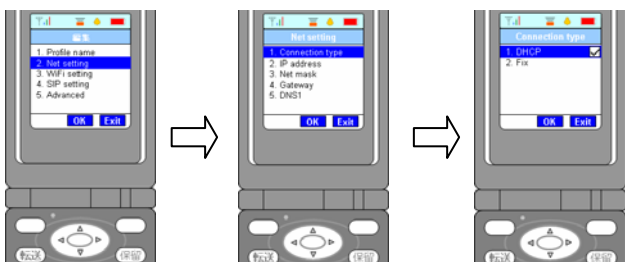 編集
1. Profile name
2. Net setting
3. WiFi setting
4. SIP setting
5. Advanced
OK Exit
転送 保留
Net setting
1. Connection type
2. IP address
3. Net mask
4. Gateway
5. DNS1
OK Exit
転送 保留
Connection type
1. DHCP
2. Fix
OK Exit
転送 保留